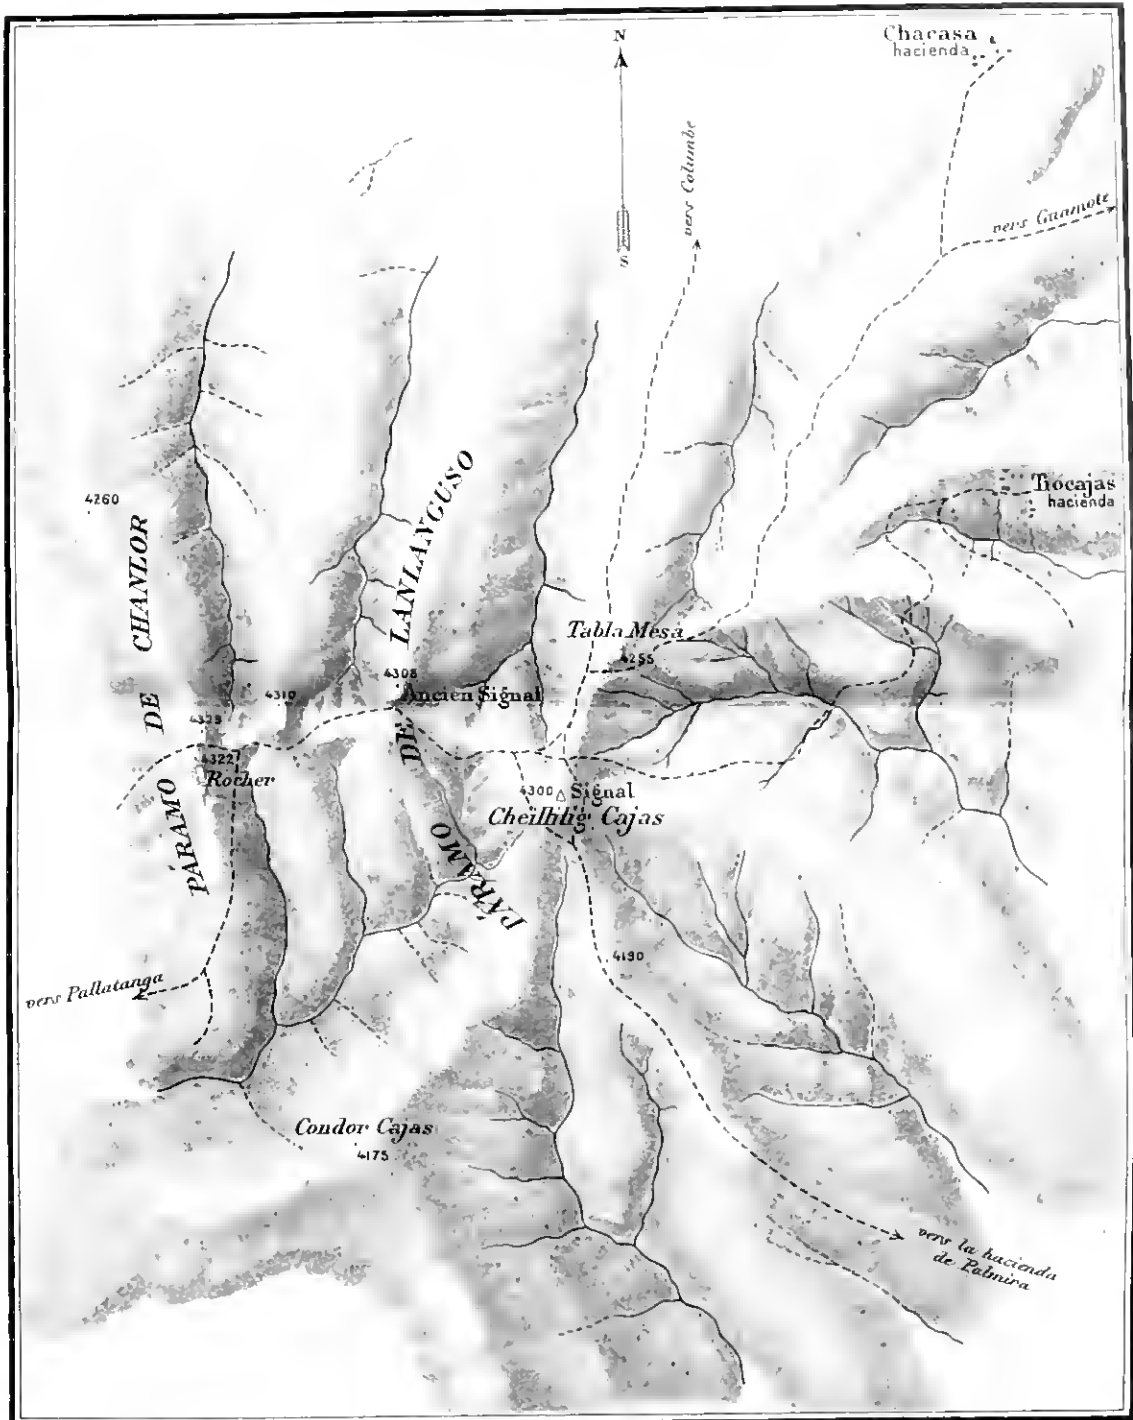 Chacasa
hacienda
N
vers Columbe
vers Guamote
S
Tiocajas
hacienda
4260
PÁRAMO DE CHANLOR
PÁRAMO DE LANLANGUSO
Tabla Mesa
4255
4308
Ancien Signal
4310
4322
Rocher
4300 Signal
Cheilhilig Cajas
4190
vers Pallatanga
Condor Cajas
4175
vers la hacienda
de Palmira